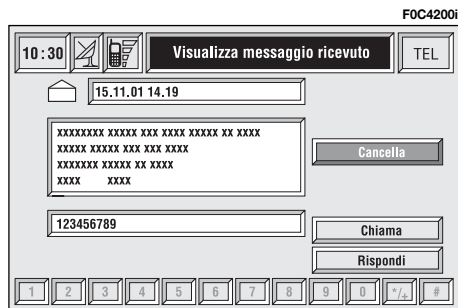 F0C4200i
10:30 Visualizza messaggio ricevuto TEL
15.11.01 14.19
xxxxxxxx xxxxx xxx xxxx xxxxx xx xxxx
xxxxx xxxxx xxx xxx xxxx
xxxxxxx xxxxx xx xxxx
xxxx xxxx
Cancella
123456789
Chiama
Rispondi
1 2 3 4 5 6 7 8 9 0 */+ #